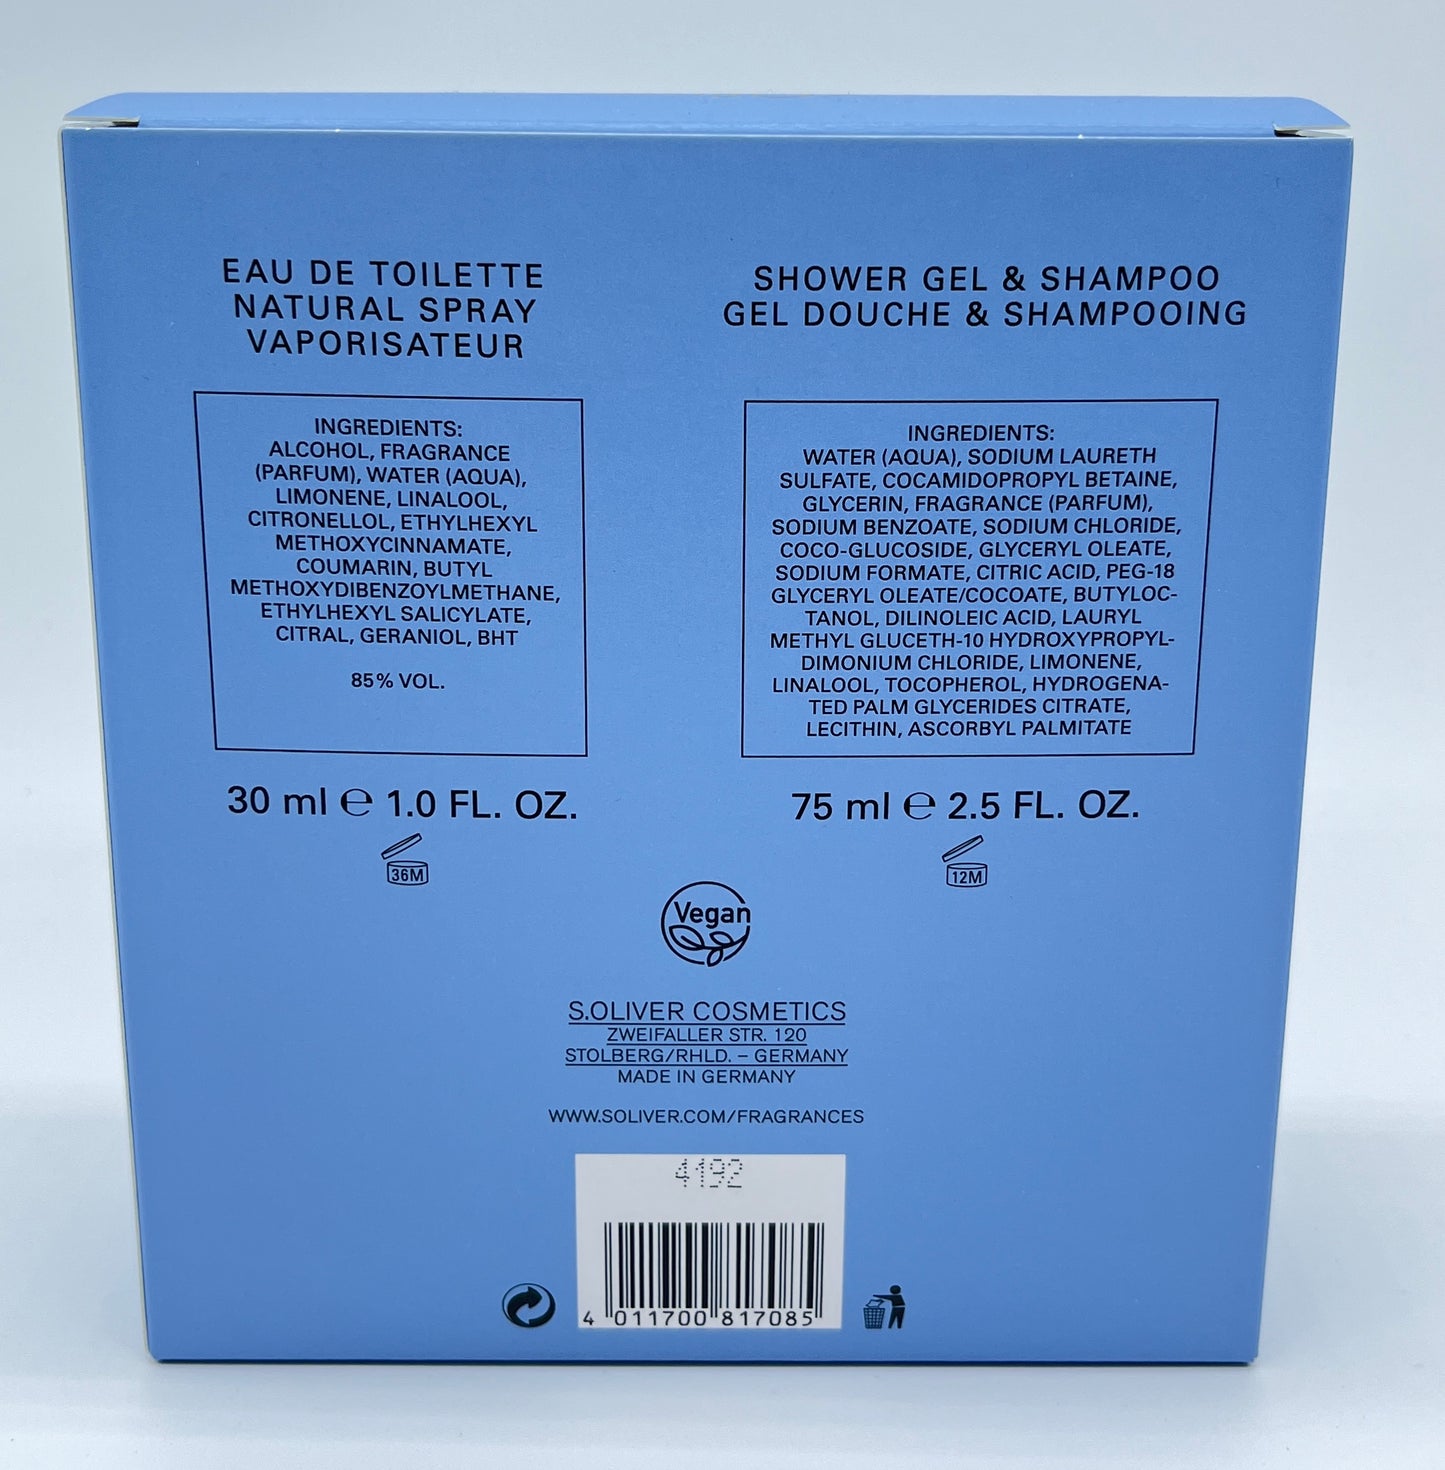 EAU DE TOILETTE
NATURAL SPRAY
VAPORISATEUR
INGREDIENTS:
ALCOHOL, FRAGRANCE
(PARFUM), WATER (AQUA),
LIMONENE, LINALOOL,
CITRONELLOL, ETHYLHEXYL
METHOXYCINNAMATE,
COUMARIN, BUTYL
METHOXYDIBENZOYLMETHANE,
ETHYLHEXYL SALICYLATE,
CITRAL, GERANIOL, BHT
85% VOL.
30 ml ℮ 1.0 FL. OZ.
36M
SHOWER GEL & SHAMPOO
GEL DOUCHE & SHAMPOOING
INGREDIENTS:
WATER (AQUA), SODIUM LAURETH
SULFATE, COCAMIDOPROPYL BETAINE,
GLYCERIN, FRAGRANCE (PARFUM),
SODIUM BENZOATE, SODIUM CHLORIDE,
COCO-GLUCOSIDE, GLYCERYL OLEATE,
SODIUM FORMATE, CITRIC ACID, PEG-18
GLYCERYL OLEATE/COCOATE, BUTYLOC-
TANOL, DILINOLEIC ACID, LAURYL
METHYL GLUCETH-10 HYDROXYPROPYL-
DIMONIUM CHLORIDE, LIMONENE,
LINALOOL, TOCOPHEROL, HYDROGENA-
TED PALM GLYCERIDES CITRATE,
LECITHIN, ASCORBYL PALMITATE
75 ml ℮ 2.5 FL. OZ.
12M
Vegan
S.OLIVER COSMETICS
ZWEIFALLER STR. 120
STOLBERG/RHLD. – GERMANY
MADE IN GERMANY
WWW.SOLIVER.COM/FRAGRANCES
4192
4 011700 817085